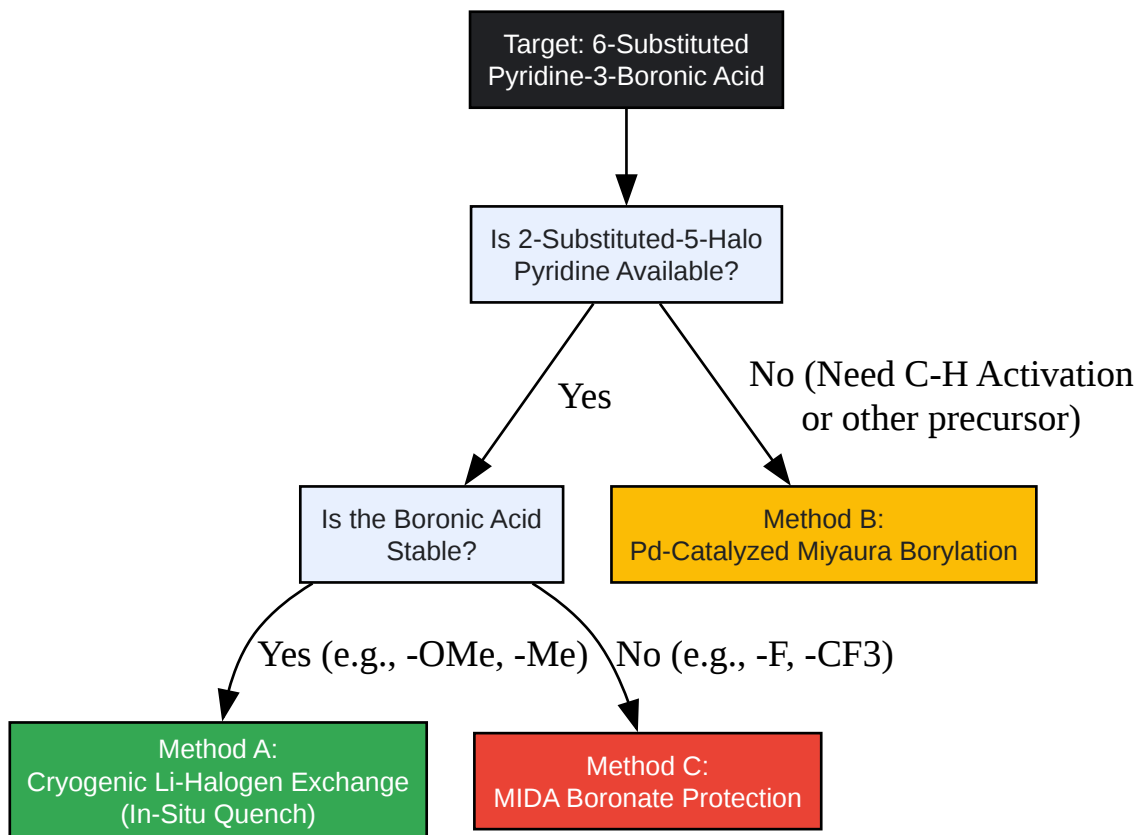 Target: 6-Substituted
Pyridine-3-Boronic Acid
Is 2-Substituted-5-Halo
Pyridine Available?
Yes
No (Need C-H Activation
or other precursor)
Is the Boronic Acid
Stable?
Method B:
Pd-Catalyzed Miyaura Borylation
Yes (e.g., -OMe, -Me)
No (e.g., -F, -CF3)
Method A:
Cryogenic Li-Halogen Exchange
(In-Situ Quench)
Method C:
MIDA Boronate Protection